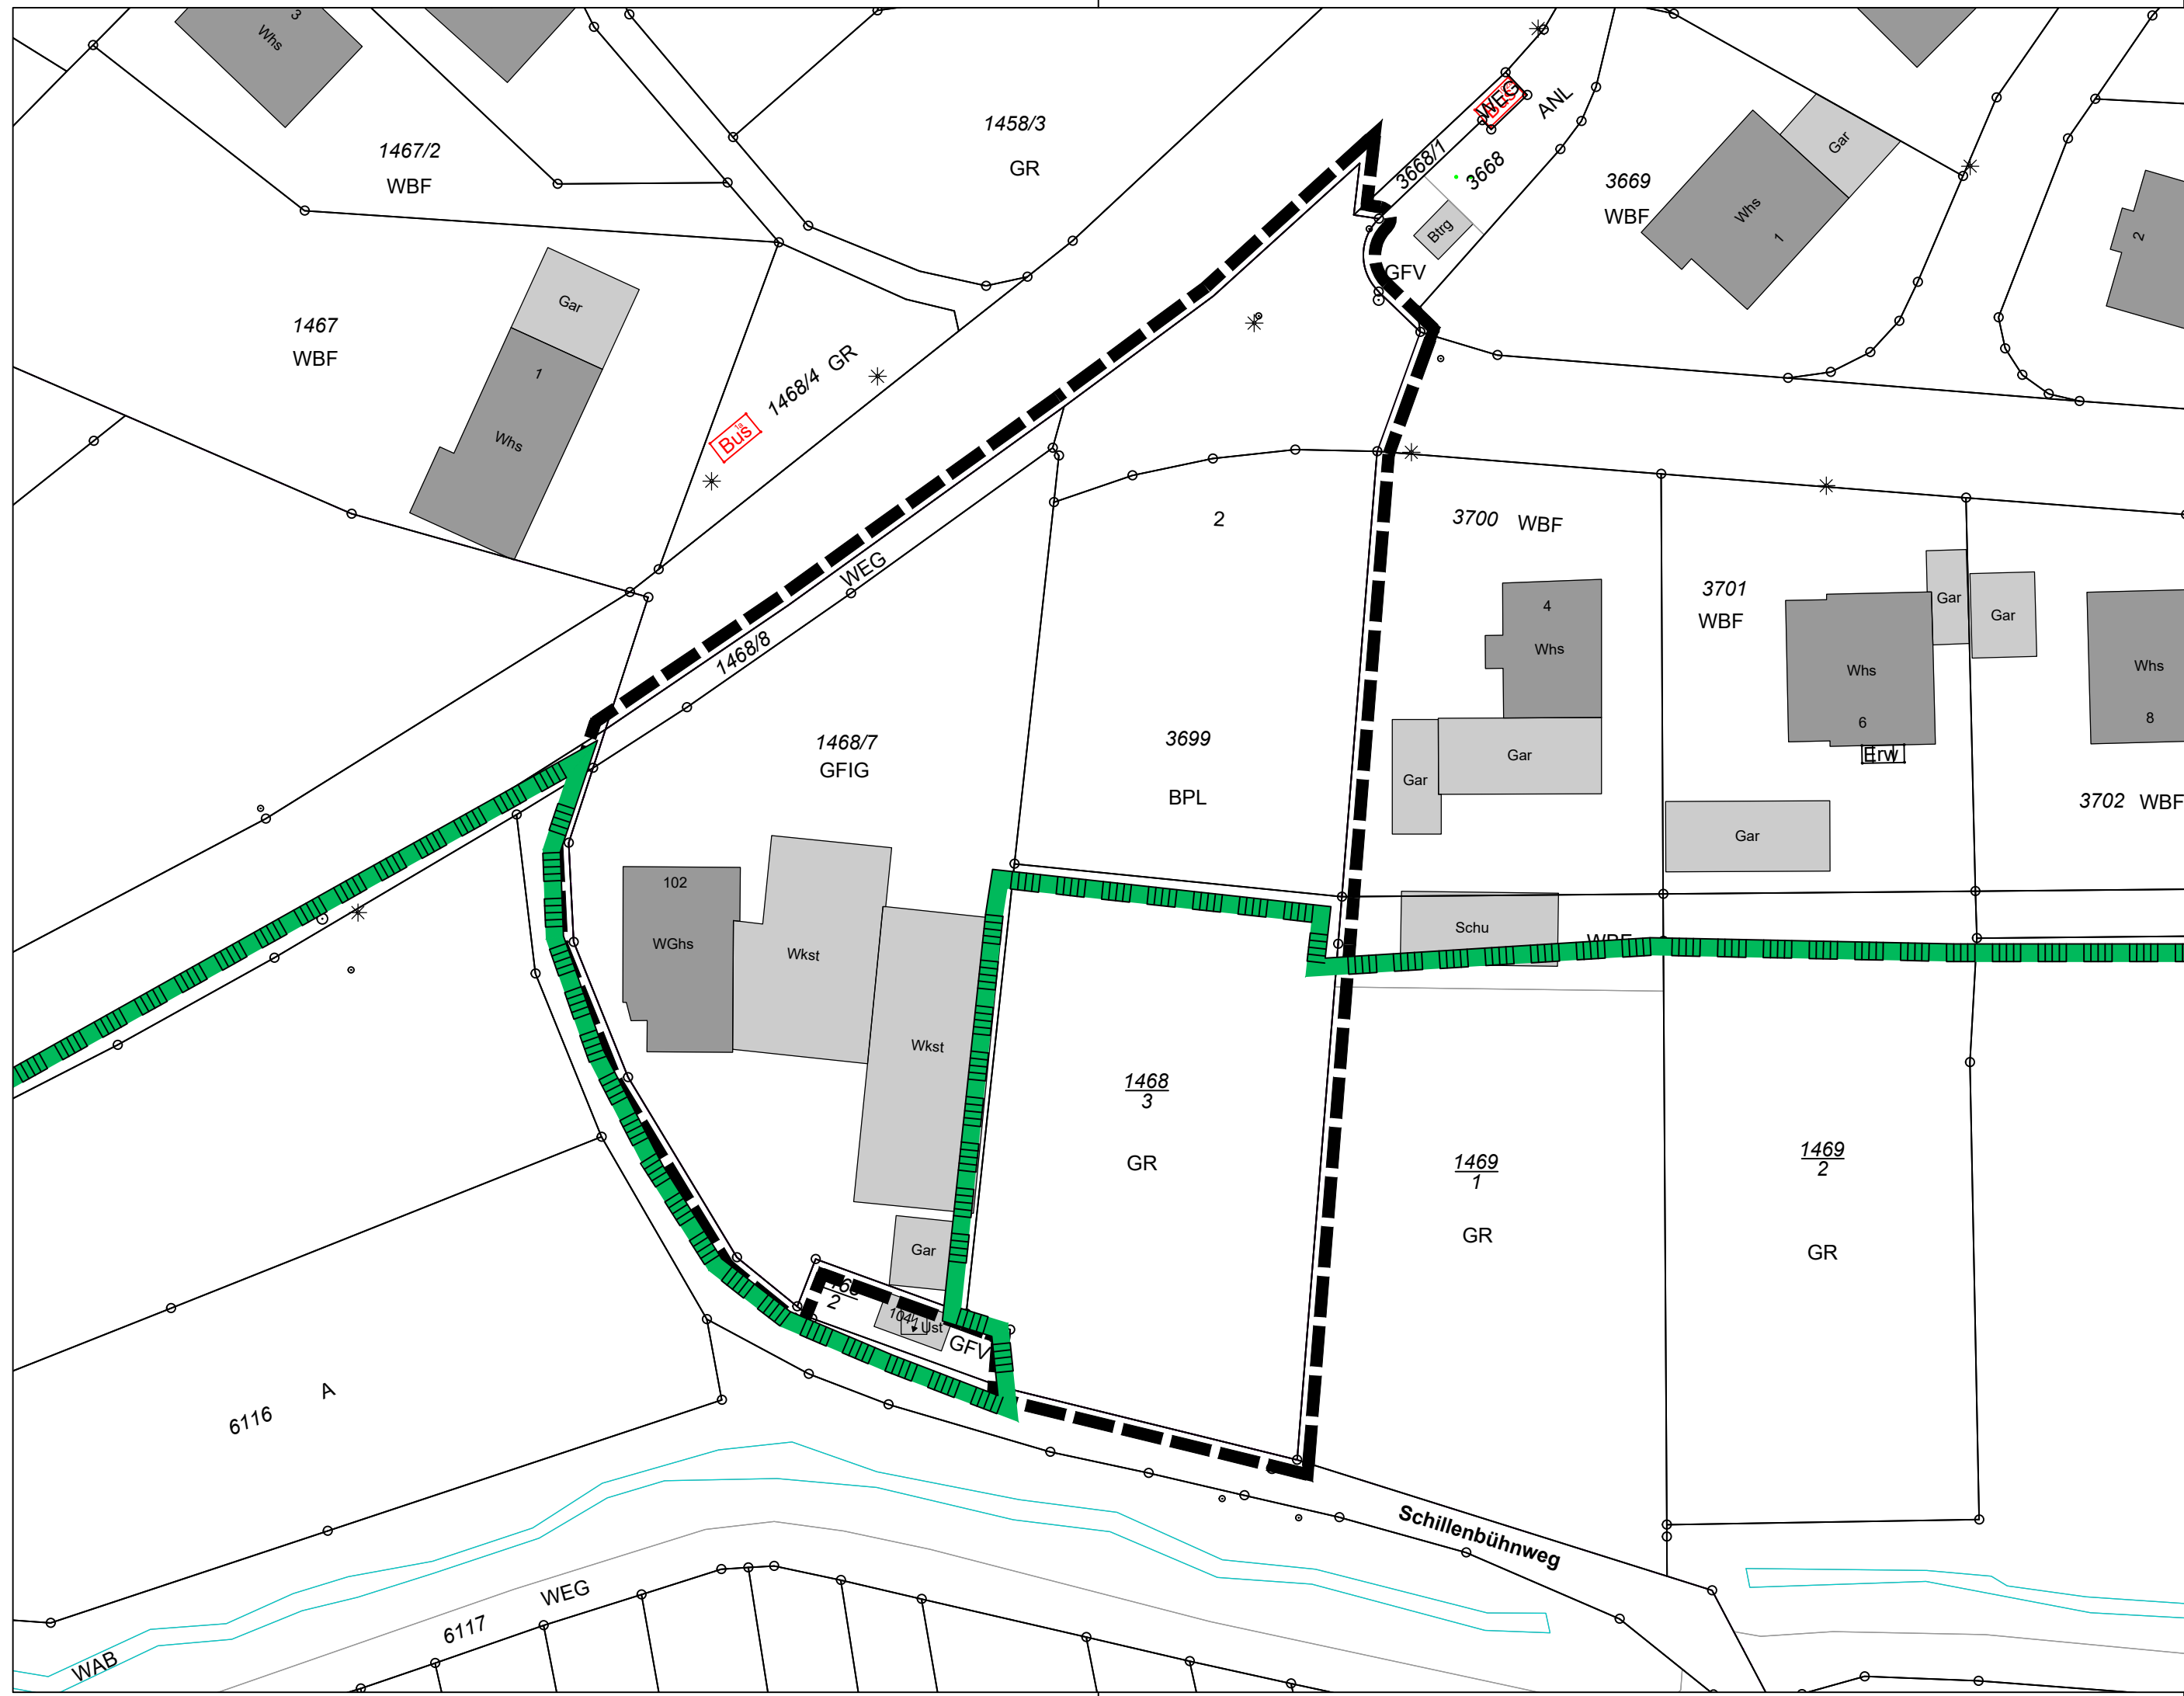 3
Whs
1467/2
WBF
1458/3
GR
WEG
ANL
3668/1
3668
Btrg
GFV
3669
WBF
Gar
Whs
1
2
1467
WBF
Gar
1
Whs
1468/4 GR
Bus
WEG
1468/8
2
3700 WBF
4
Whs
Gar
Gar
3701
WBF
Whs
6
Erw
Gar
Gar
Whs
8
Gar
3702 WBF
1468/7
GFIG
3699
BPL
102
WGhs
Wkst
Wkst
Gar
Schu
WBF
1468
3
GR
1469
1
GR
1469
2
GR
2
104
Ust
GFV
A
6116
Schillenbühnweg
WEG
6117
WAB